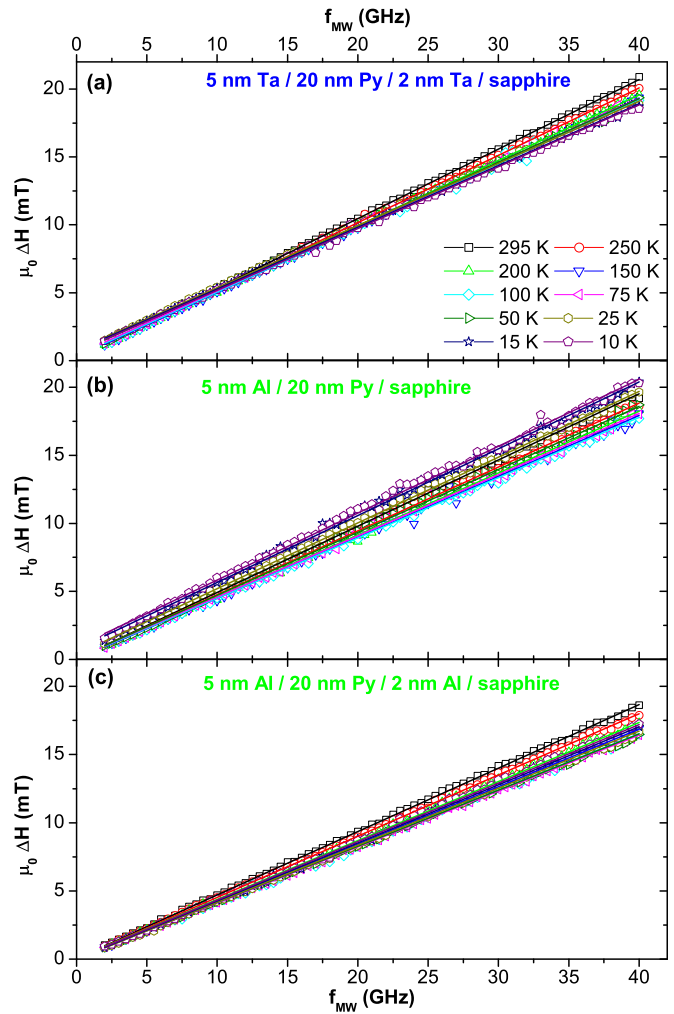 f_MW (GHz)
0 5 10 15 20 25 30 35 40
(a) 5 nm Ta / 20 nm Py / 2 nm Ta / sapphire
20
15
10
5
0
μ₀ ΔH (mT)
295 K 250 K
200 K 150 K
100 K 75 K
50 K 25 K
15 K 10 K
(b) 5 nm Al / 20 nm Py / sapphire
20
15
10
5
0
μ₀ ΔH (mT)
(c) 5 nm Al / 20 nm Py / 2 nm Al / sapphire
20
15
10
5
0
μ₀ ΔH (mT)
0 5 10 15 20 25 30 35 40
f_MW (GHz)